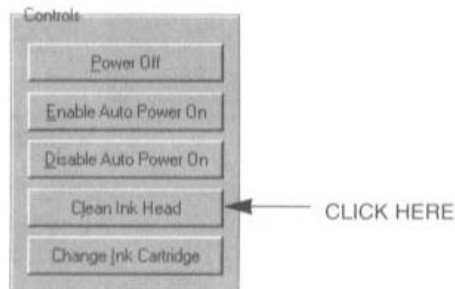 Controls
Power Off
Enable Auto Power On
Disable Auto Power On
Clean Ink Head
CLICK HERE
Change Ink Cartridge